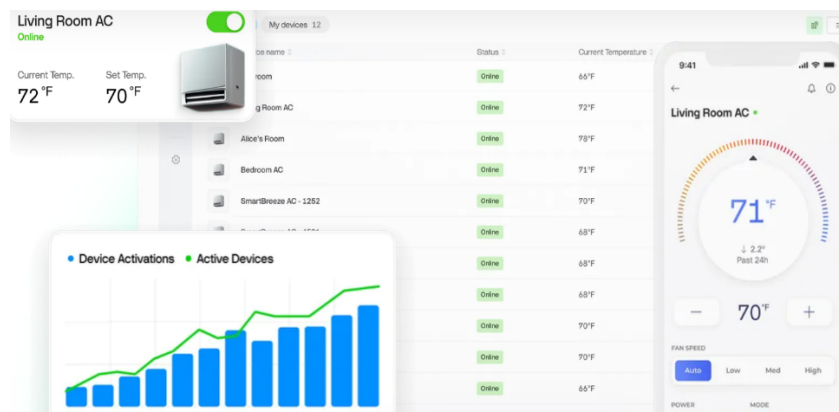 Living Room AC
Online
Current Temp.
Set Temp.
72 °F
70 °F
My devices 12
Status
Current Temperature
Online
66°F
Online
72°F
Alice's Room
Online
78°F
Bedroom AC
Online
71°F
SmartBreeze AC - 1252
Online
70°F
Online
68°F
Online
68°F
Online
68°F
Online
70°F
Online
70°F
Online
66°F
Device Activations
Active Devices
9:41
Living Room AC
71°F
↓ 2.2°
Past 24h
− 70°F +
FAN SPEED
Auto Low Med High
POWER MODE